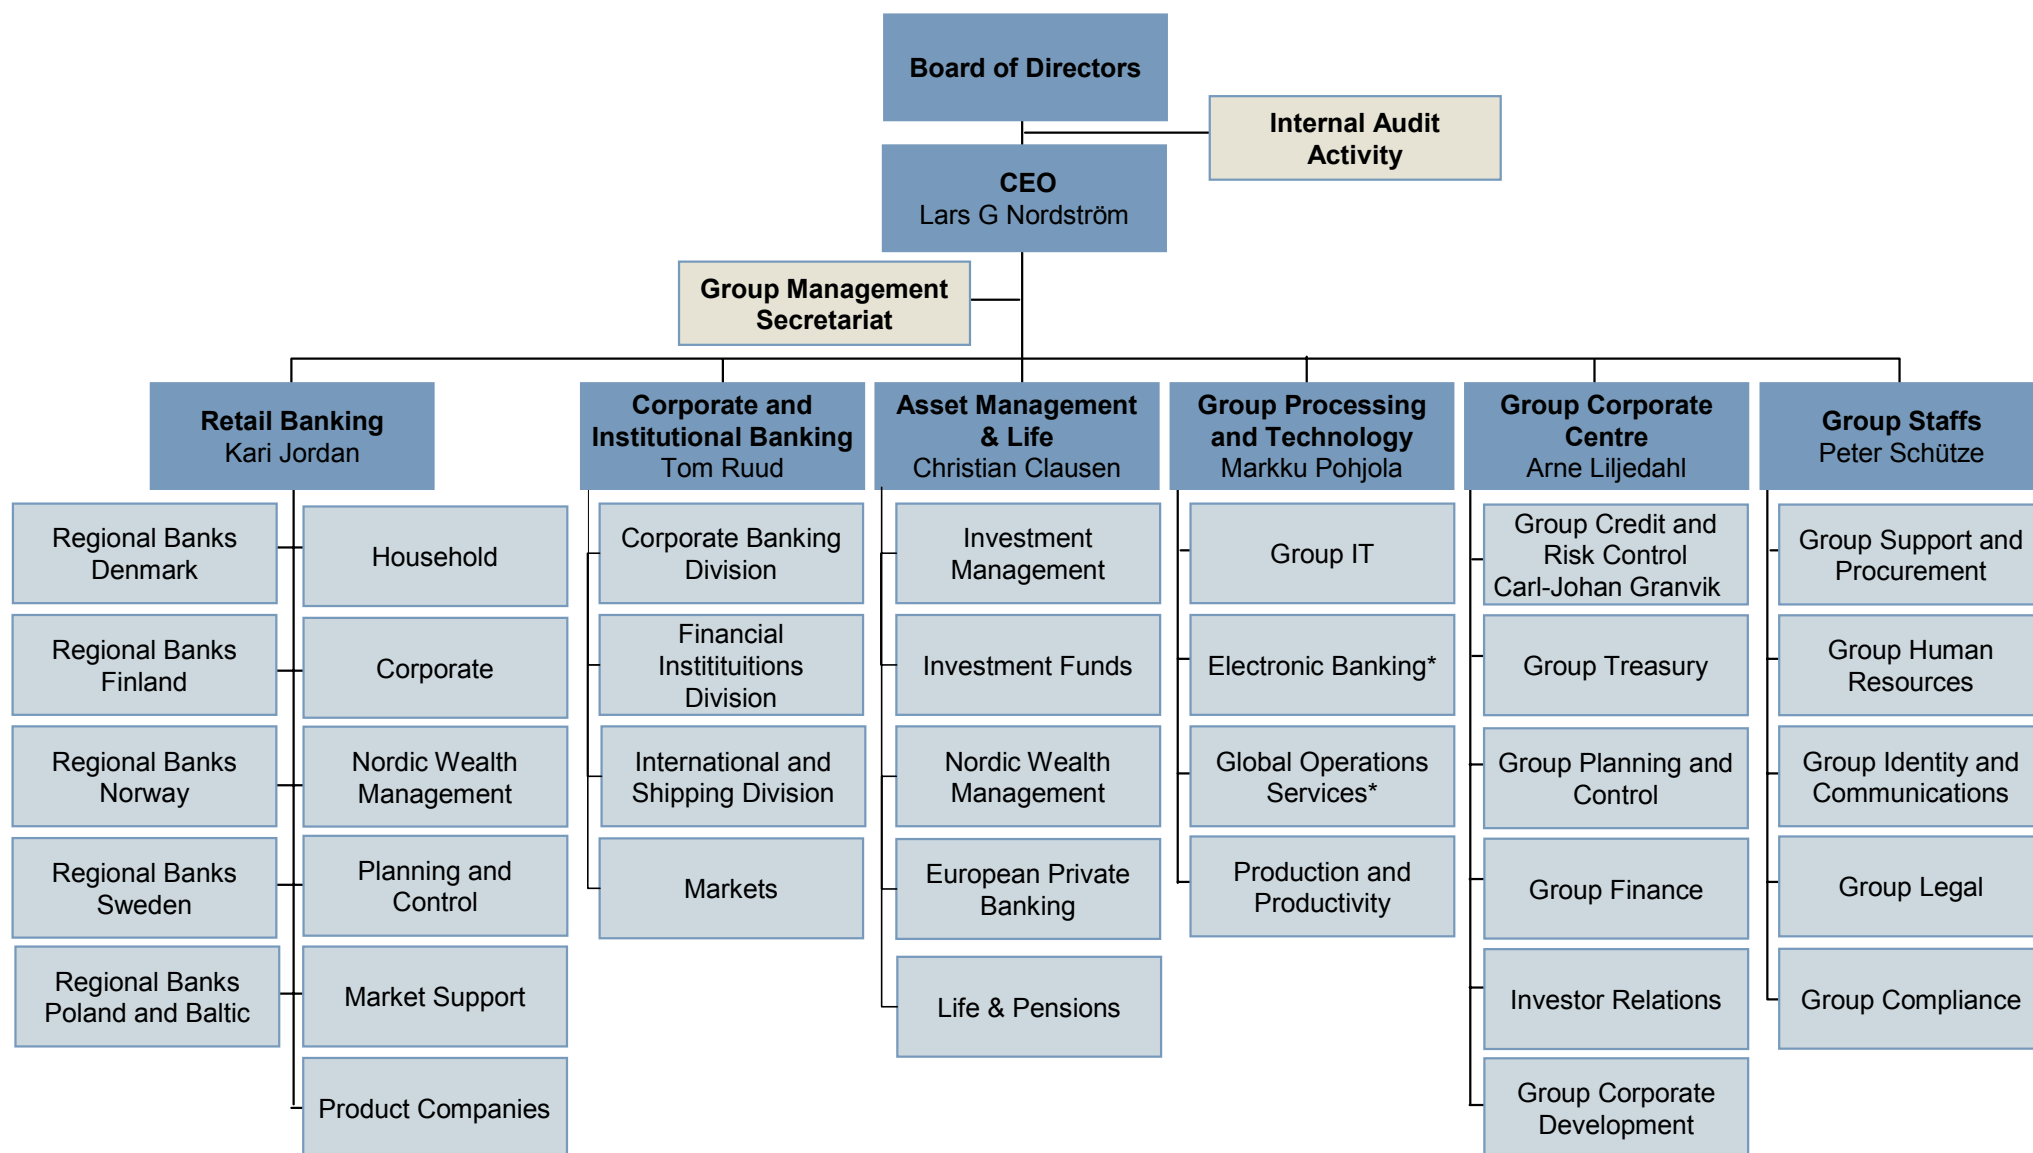 Board of Directors
Internal Audit
Activity
CEO
Lars G Nordström
Group Management
Secretariat
Retail Banking
Kari Jordan
Corporate and
Institutional Banking
Tom Ruud
Asset Management
& Life
Christian Clausen
Group Processing
and Technology
Markku Pohjola
Group Corporate
Centre
Arne Liljedahl
Group Staffs
Peter Schütze
Regional Banks
Denmark
Regional Banks
Finland
Regional Banks
Norway
Regional Banks
Sweden
Regional Banks
Poland and Baltic
Household
Corporate
Nordic Wealth
Management
Planning and
Control
Market Support
Product Companies
Corporate Banking
Division
Financial
Instituituitions
Division
International and
Shipping Division
Markets
Investment
Management
Investment Funds
Nordic Wealth
Management
European Private
Banking
Life & Pensions
Group IT
Electronic Banking*
Global Operations
Services*
Production and
Productivity
Group Credit and
Risk Control
Carl-Johan Granvik
Group Treasury
Group Planning and
Control
Group Finance
Investor Relations
Group Corporate
Development
Group Support and
Procurement
Group Human
Resources
Group Identity and
Communications
Group Legal
Group Compliance